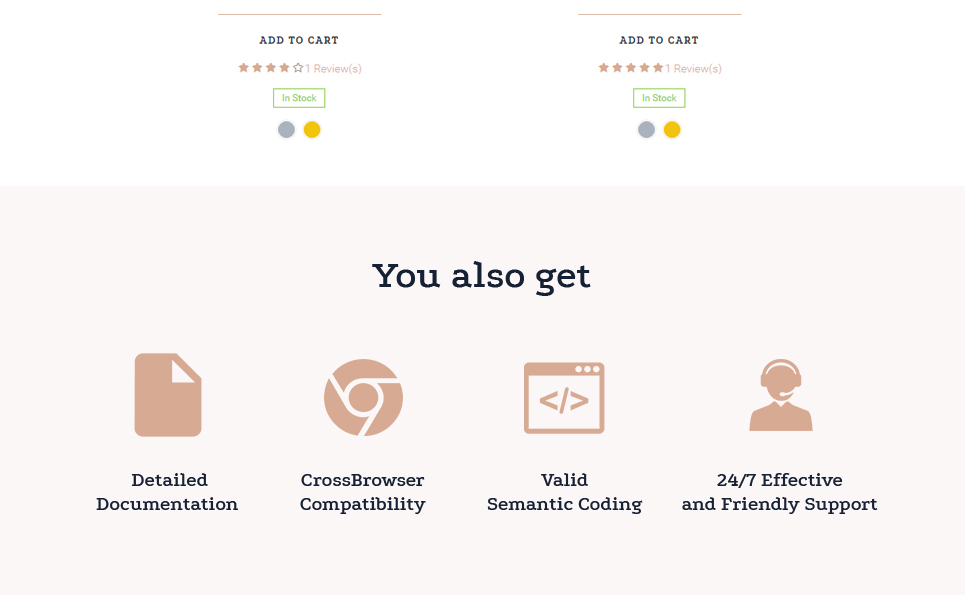 ADD TO CART
ADD TO CART
1 Review(s)
1 Review(s)
In Stock
In Stock
You also get
</>
Detailed
Documentation
CrossBrowser
Compatibility
Valid
Semantic Coding
24/7 Effective
and Friendly Support